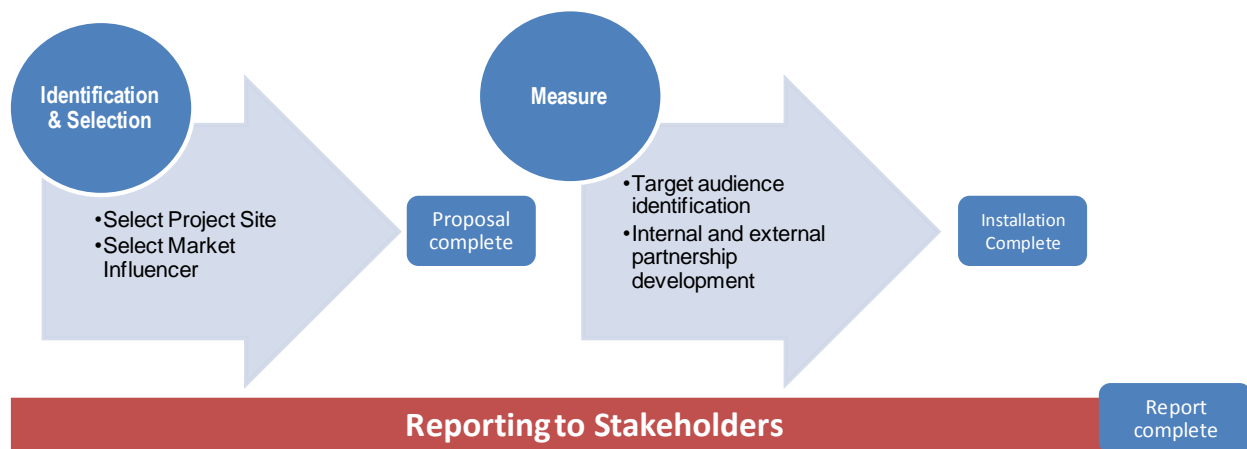 Identification
& Selection
•Select Project Site
•Select Market
Influencer
Proposal
complete
Measure
•Target audience
identification
•Internal and external
partnership
development
Installation
Complete
Reporting to Stakeholders
Report
complete